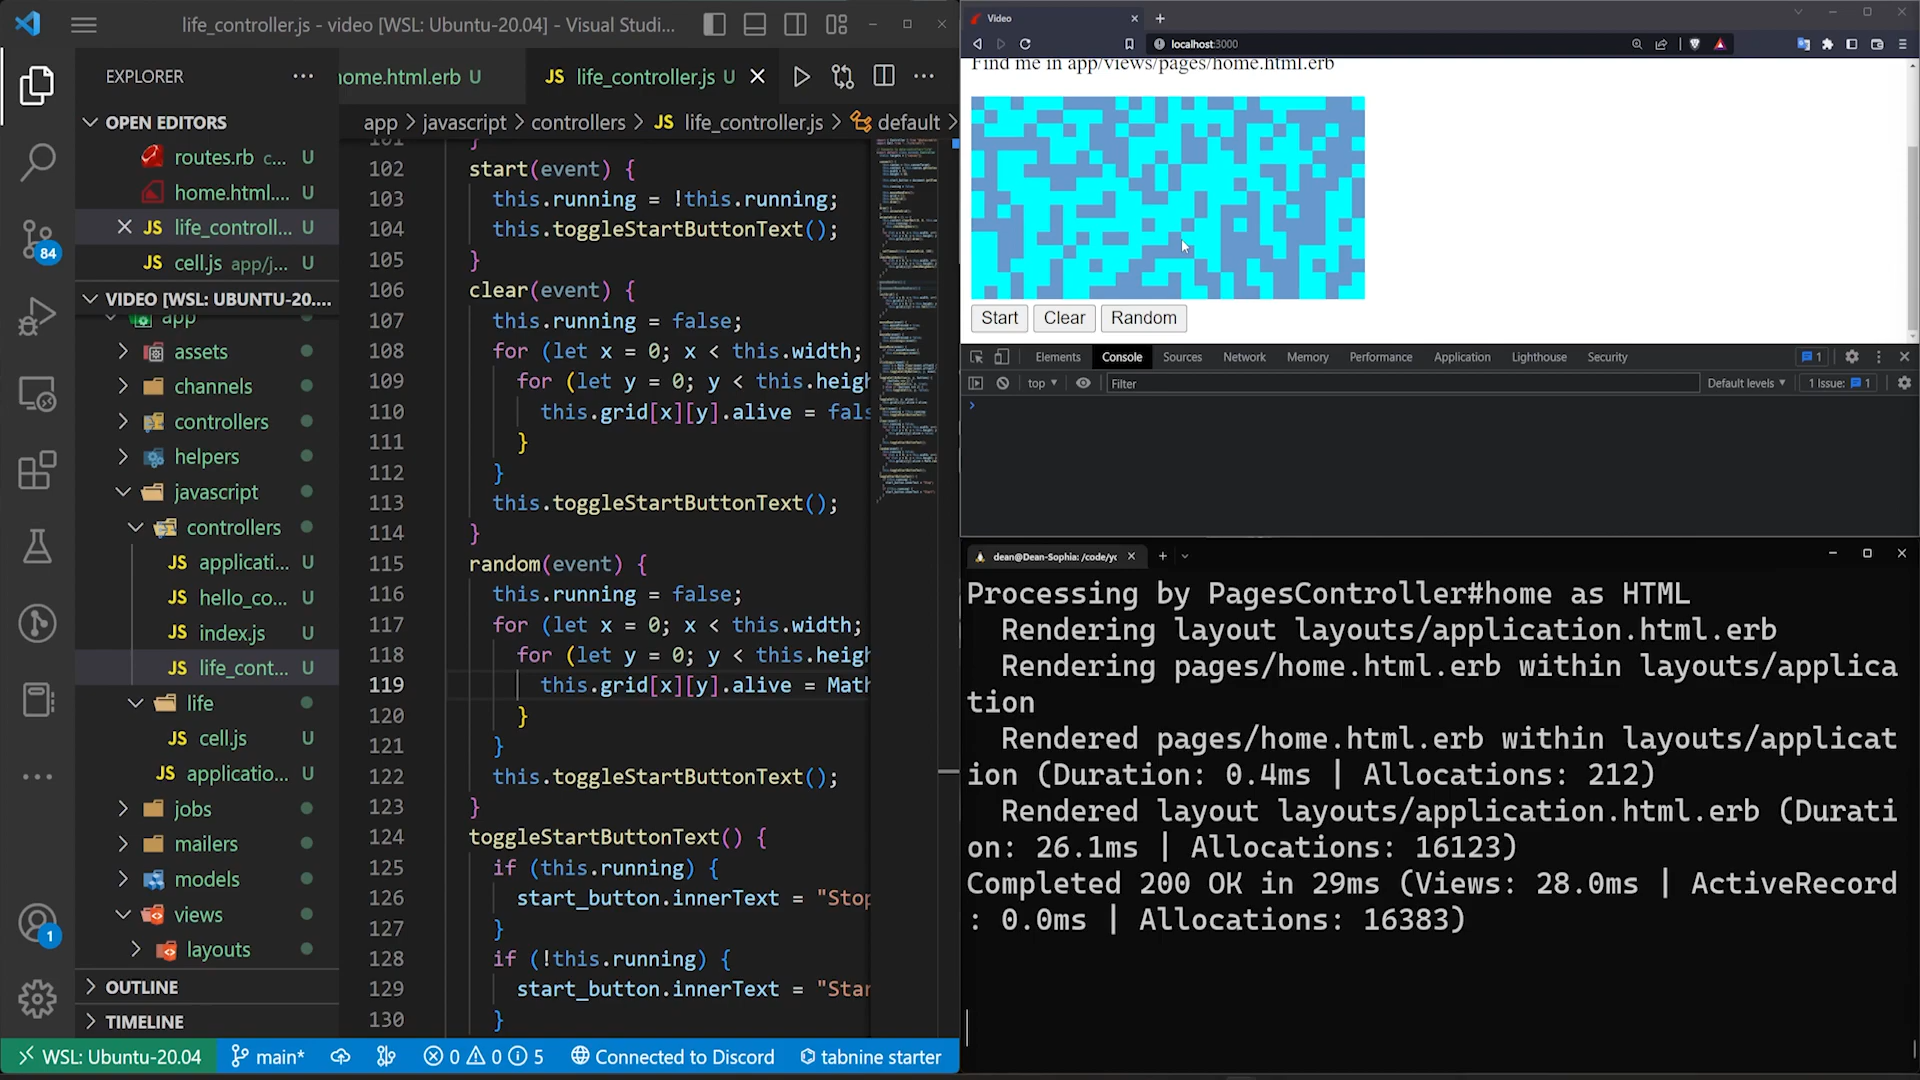 life_controller.js - video [WSL: Ubuntu-20.04] - Visual Studi...
EXPLORER
OPEN EDITORS
routes.rb c... U
home.html.... U
JS life_controll... U
JS cell.js app/j... U
VIDEO [WSL: UBUNTU-20....
app
assets
channels
controllers
helpers
javascript
controllers
JS applicati... U
JS hello_co... U
JS index.js U
JS life_cont... U
life
JS cell.js U
JS applicatio... U
jobs
mailers
models
views
layouts
OUTLINE
TIMELINE
84
1
home.html.erb U
JS life_controller.js U
app > javascript > controllers > JS life_controller.js > default >
101 }
102 start(event) {
103 this.running = !this.running;
104 this.toggleStartButtonText();
105 }
106 clear(event) {
107 this.running = false;
108 for (let x = 0; x < this.width;
109 for (let y = 0; y < this.heigh
110 this.grid[x][y].alive = fals
111 }
112 }
113 this.toggleStartButtonText();
114 }
115 random(event) {
116 this.running = false;
117 for (let x = 0; x < this.width;
118 for (let y = 0; y < this.heigh
119 this.grid[x][y].alive = Math
120 }
121 }
122 this.toggleStartButtonText();
123 }
124 toggleStartButtonText() {
125 if (this.running) {
126 start_button.innerText = "Stop
127 }
128 if (!this.running) {
129 start_button.innerText = "Star
130 }
WSL: Ubuntu-20.04 main* 0 0 5 Connected to Discord tabnine starter
Video
localhost:3000
Find me in app/views/pages/home.html.erb
Start Clear Random
Elements Console Sources Network Memory Performance Application Lighthouse Security 1
top Filter Default levels 1 Issue: 1
dean@Dean-Sophia: /code/yc
Processing by PagesController#home as HTML
Rendering layout layouts/application.html.erb
Rendering pages/home.html.erb within layouts/applica
tion
Rendered pages/home.html.erb within layouts/applicat
ion (Duration: 0.4ms | Allocations: 212)
Rendered layout layouts/application.html.erb (Durati
on: 26.1ms | Allocations: 16123)
Completed 200 OK in 29ms (Views: 28.0ms | ActiveRecord
: 0.0ms | Allocations: 16383)